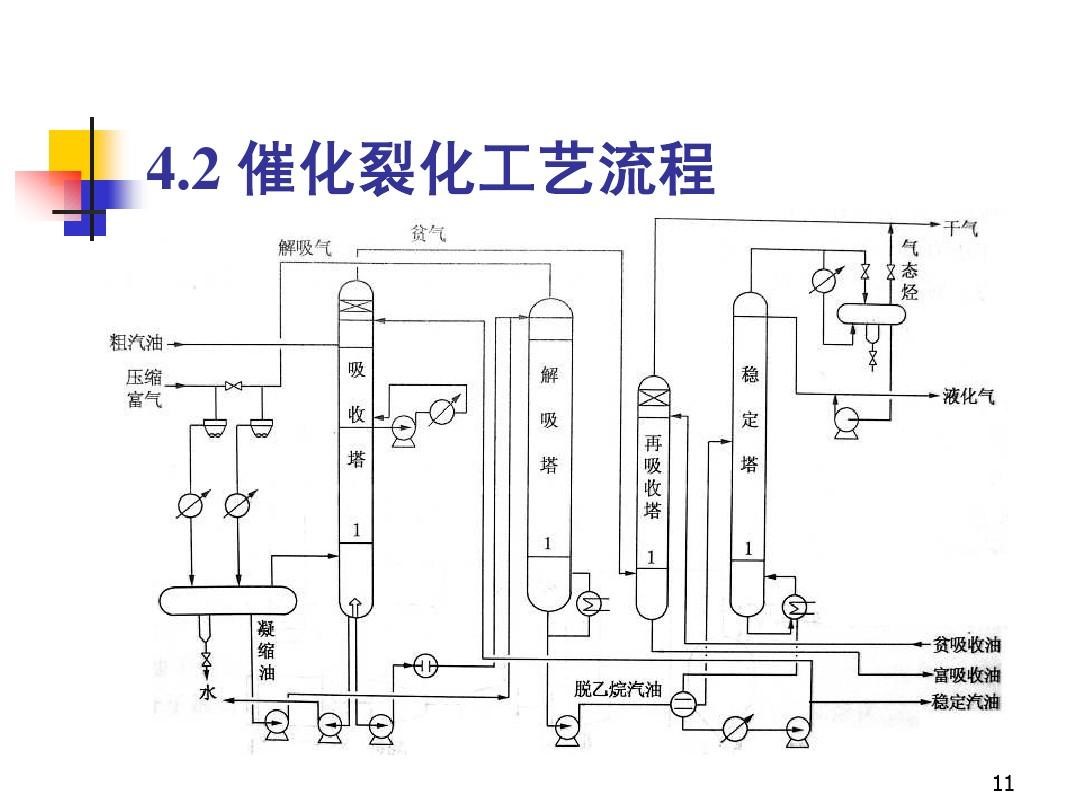 4.2 催化裂化工艺流程
解吸气
贫气
干气
气态烃
粗汽油
压缩
富气
吸收塔
1
解吸塔
1
再吸收塔
1
稳定塔
1
液化气
凝缩油
水
脱乙烷汽油
贫吸收油
富吸收油
稳定汽油
11